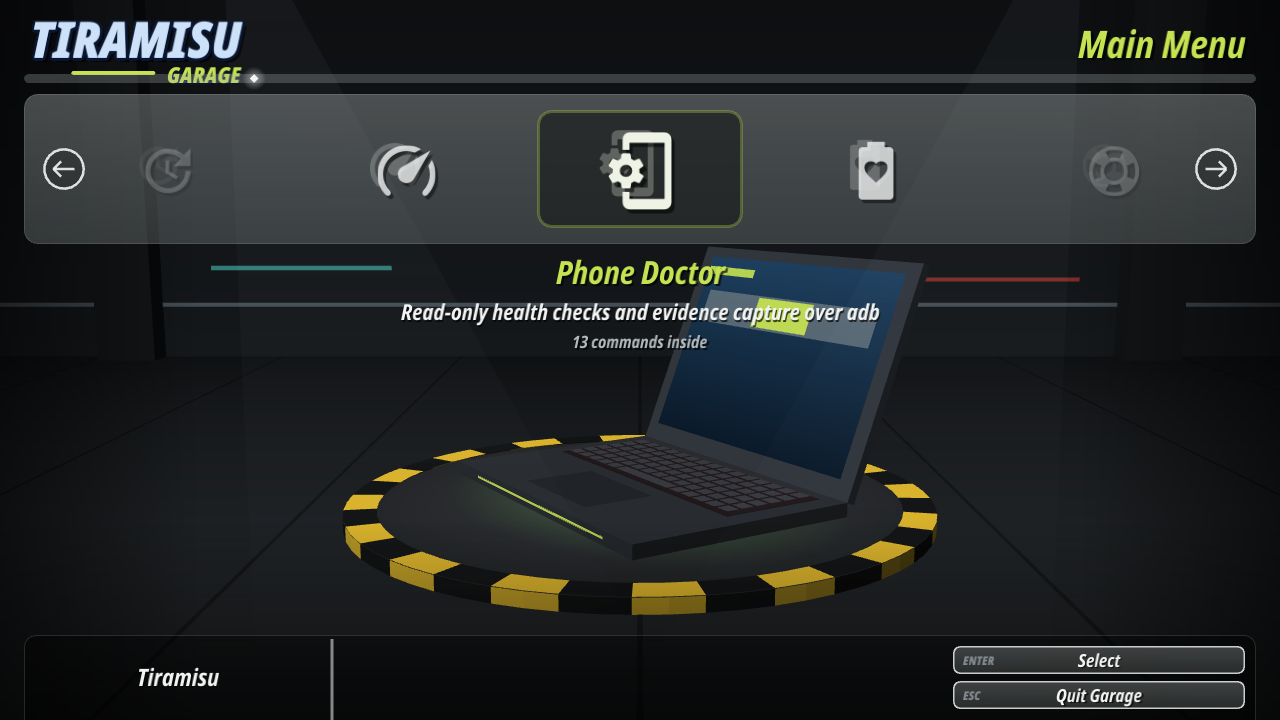 TIRAMISU
GARAGE
Main Menu
Phone Doctor
Read-only health checks and evidence capture over adb
13 commands inside
Tiramisu
ENTER Select
ESC Quit Garage